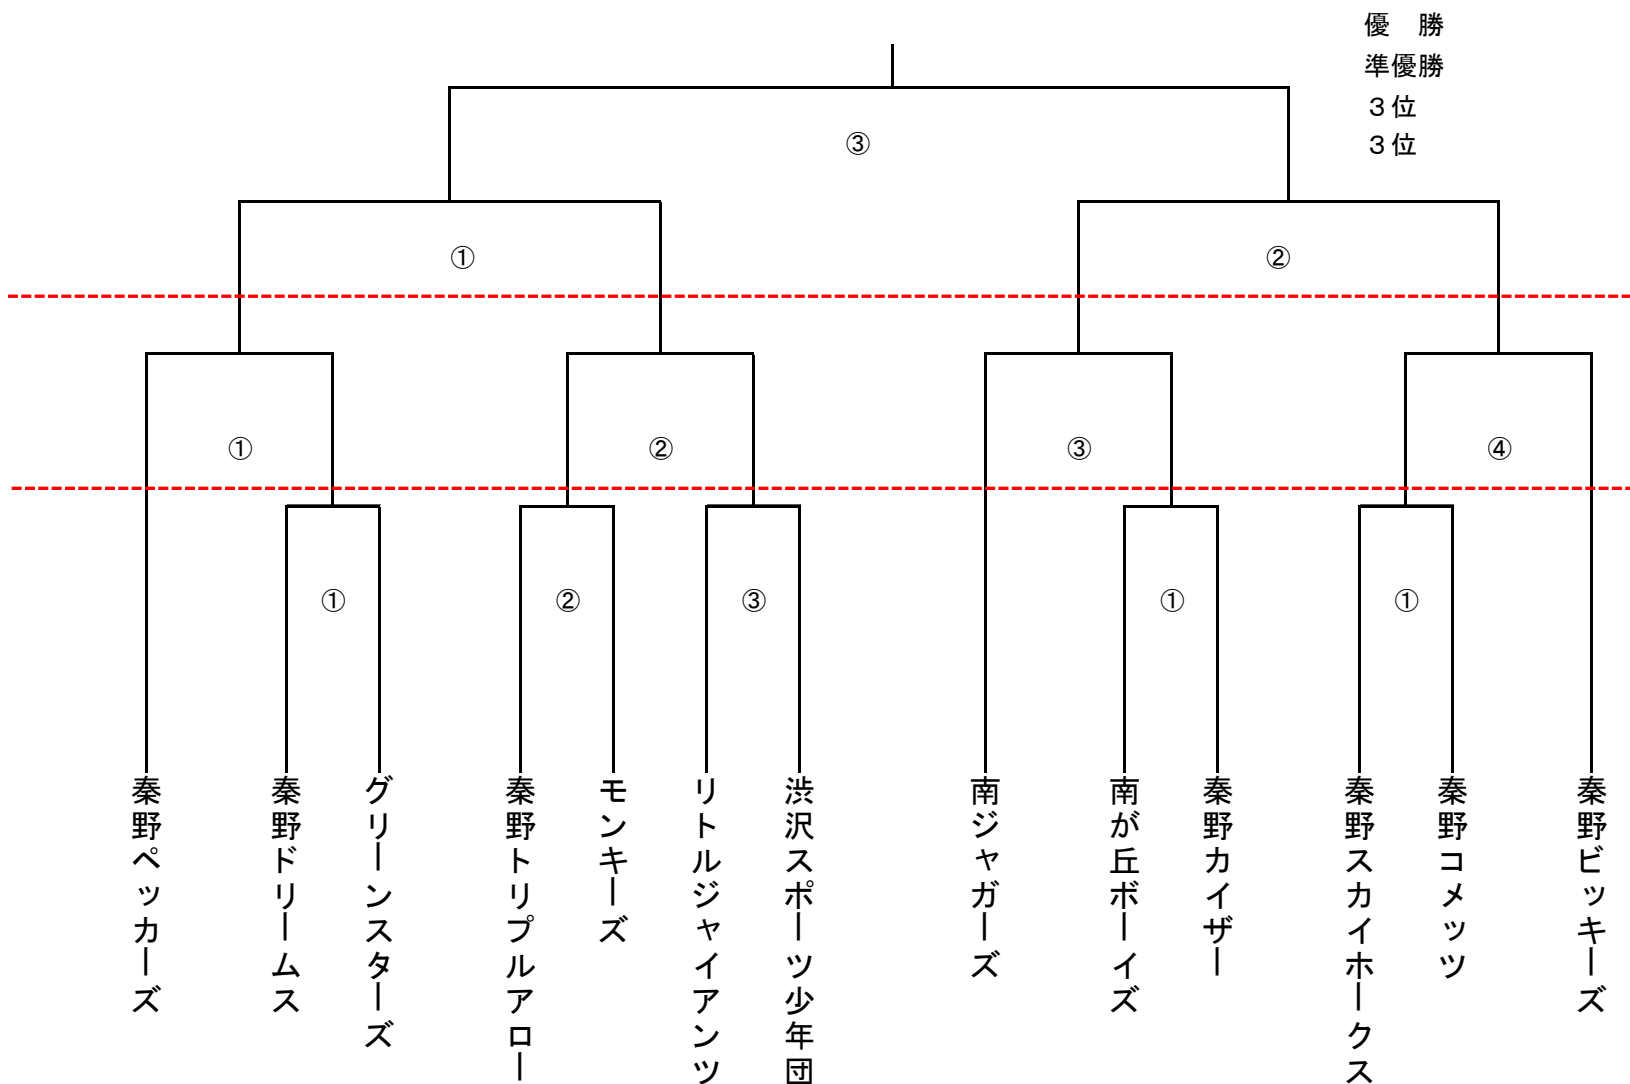 優　勝
準優勝
３位
３位
③
①
②
①
②
③
④
①
②
③
①
①
秦野ペッカーズ
秦野ドリームス
グリーンスターズ
秦野トリプルアロー
モンキーズ
リトルジャイアンツ
渋沢スポーツ少年団
南ジャガーズ
南が丘ボーイズ
秦野カイザー
秦野スカイホークス
秦野コメッツ
秦野ビッキーズ